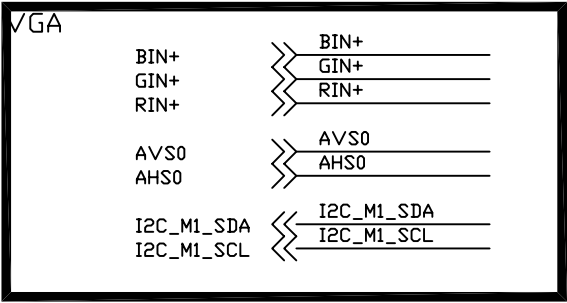 VGA
BIN+ BIN+
GIN+ GIN+
RIN+ RIN+
AVS0 AVS0
AHS0 AHS0
I2C_M1_SDA I2C_M1_SDA
I2C_M1_SCL I2C_M1_SCL